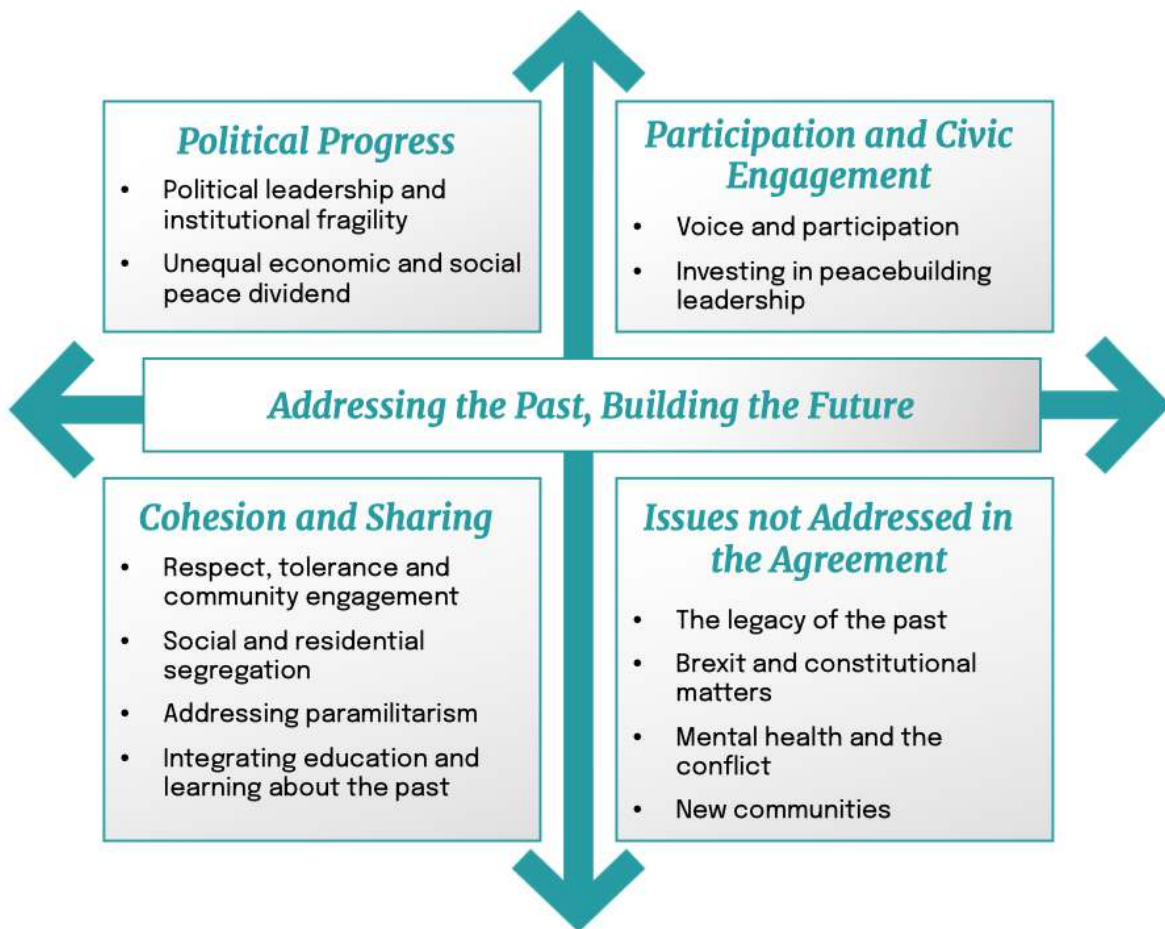 Political Progress
• Political leadership and
institutional fragility
• Unequal economic and social
peace dividend
Participation and Civic
Engagement
• Voice and participation
• Investing in peacebuilding
leadership
Addressing the Past, Building the Future
Cohesion and Sharing
• Respect, tolerance and
community engagement
• Social and residential
segregation
• Addressing paramilitarism
• Integrating education and
learning about the past
Issues not Addressed in
the Agreement
• The legacy of the past
• Brexit and constitutional
matters
• Mental health and the
conflict
• New communities